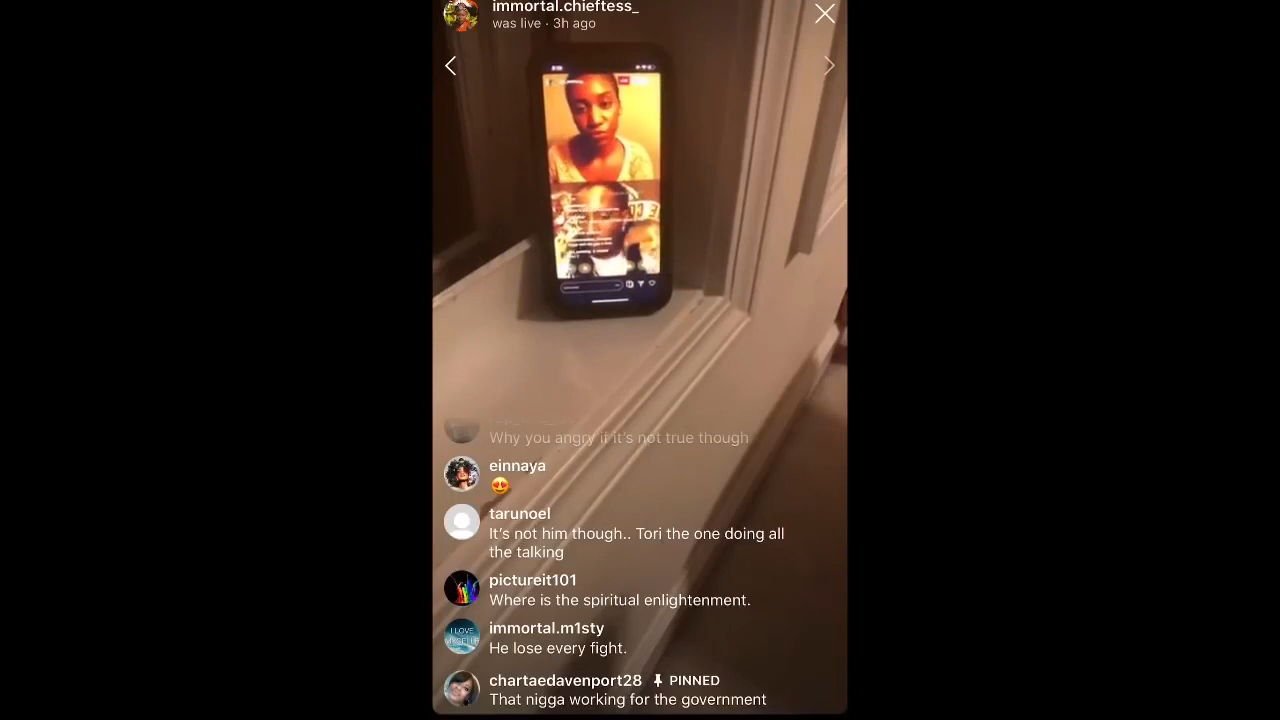 immortal.chieftess_
was live · 3h ago
Why you angry if it's not true though
einnaya
tarunoel
It's not him though.. Tori the one doing all
the talking
pictureit101
Where is the spiritual enlightenment.
I LOVE
MYSELF
immortal.m1sty
He lose every fight.
chartaedavenport28 PINNED
That nigga working for the government